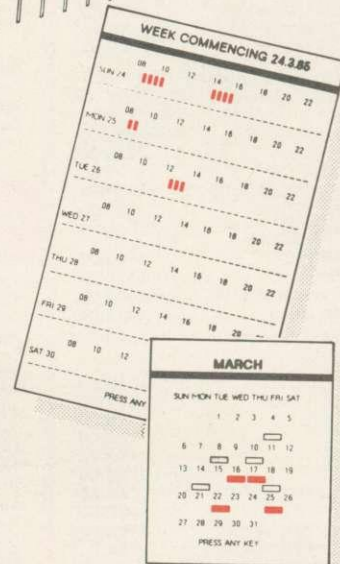 WEEK COMMENCING 24.3.85
SUN 24 08 10 12 14 16 18 20 22
MON 25 08 10 12 14 16 18 20 22
TUE 26 08 10 12 14 16 18 20 22
WED 27 08 10 12 14 16 18 20 22
THU 28 08 10 12 14 16 18 20 22
FRI 29 08 10 12 14 16 18 20
SAT 30 08 10 12
PRESS ANY
MARCH
SUN MON TUE WED THU FRI SAT
1 2 3 4 5
6 7 8 9 10 11 12
13 14 15 16 17 18 19
20 21 22 23 24 25 26
27 28 29 30 31
PRESS ANY KEY